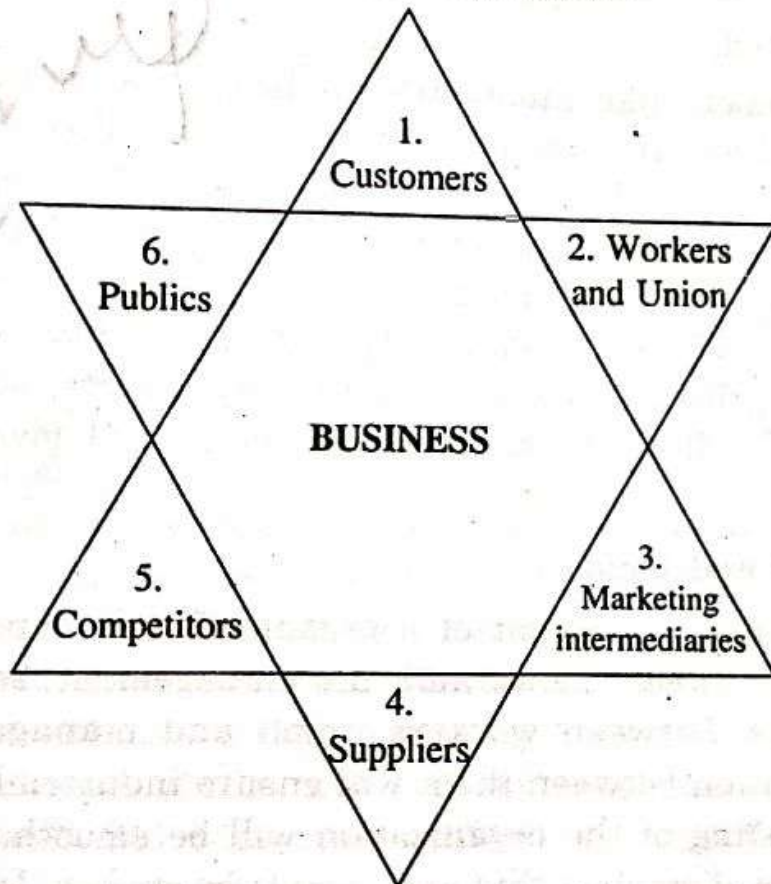 1.
Customers
2. Workers
and Union
3.
Marketing
intermediaries
4.
Suppliers
5.
Competitors
6.
Publics
BUSINESS